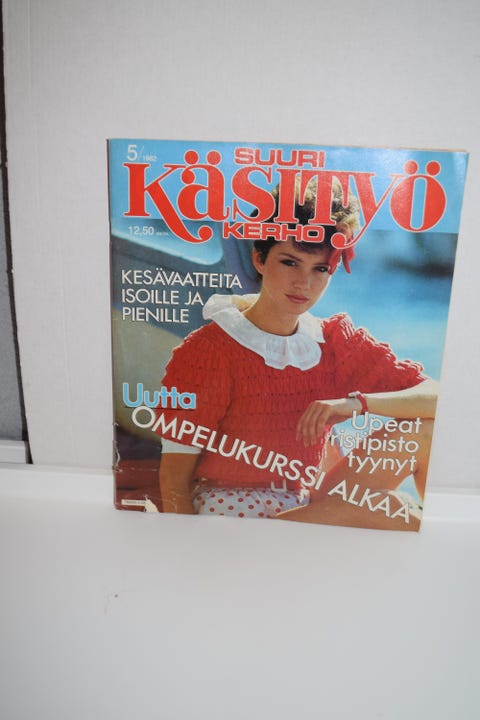 5/1982
SUURI
KÄSITYÖ
KERHO
12,50
KESÄVAATTEITA
ISOILLE JA
PIENILLE
Uutta
OMPELUKURSSI ALKAA
Upeat
ristipisto
tyynyt